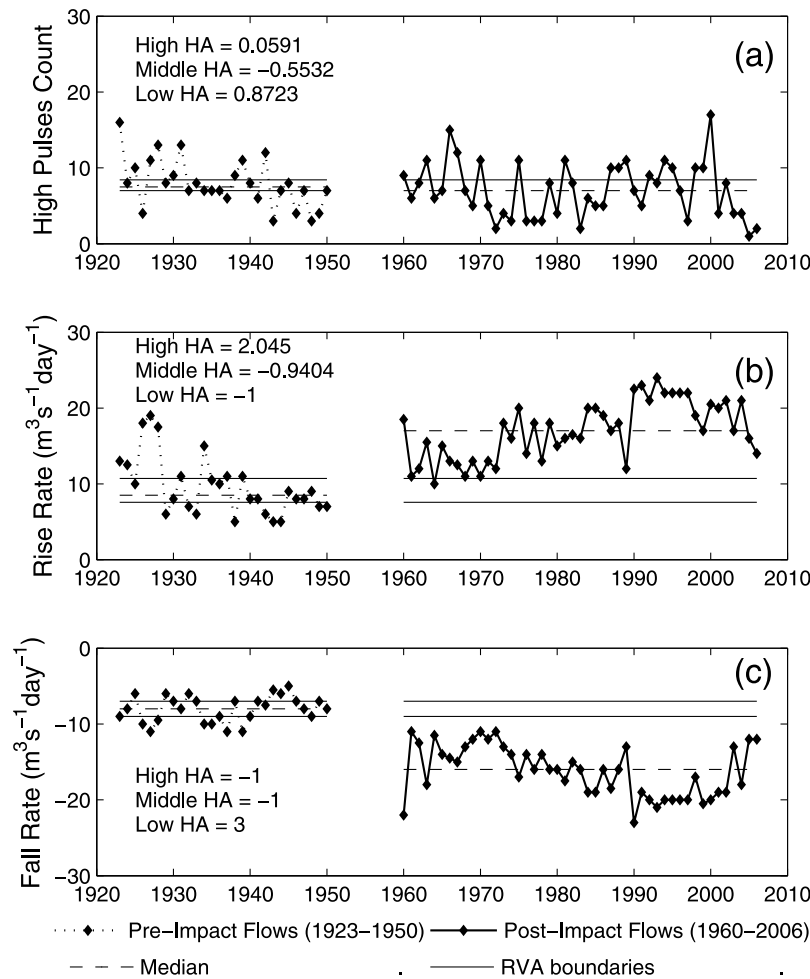 30
20
10
0
High Pulses Count
High HA = 0.0591
Middle HA = −0.5532
Low HA = 0.8723
(a)
1920 1930 1940 1950 1960 1970 1980 1990 2000 2010
30
20
10
0
Rise Rate (m³s⁻¹day⁻¹)
High HA = 2.045
Middle HA = −0.9404
Low HA = −1
(b)
1920 1930 1940 1950 1960 1970 1980 1990 2000 2010
0
−10
−20
−30
Fall Rate (m³s⁻¹day⁻¹)
(c)
High HA = −1
Middle HA = −1
Low HA = 3
1920 1930 1940 1950 1960 1970 1980 1990 2000 2010
Pre−Impact Flows (1923−1950) Post−Impact Flows (1960−2006)
Median RVA boundaries